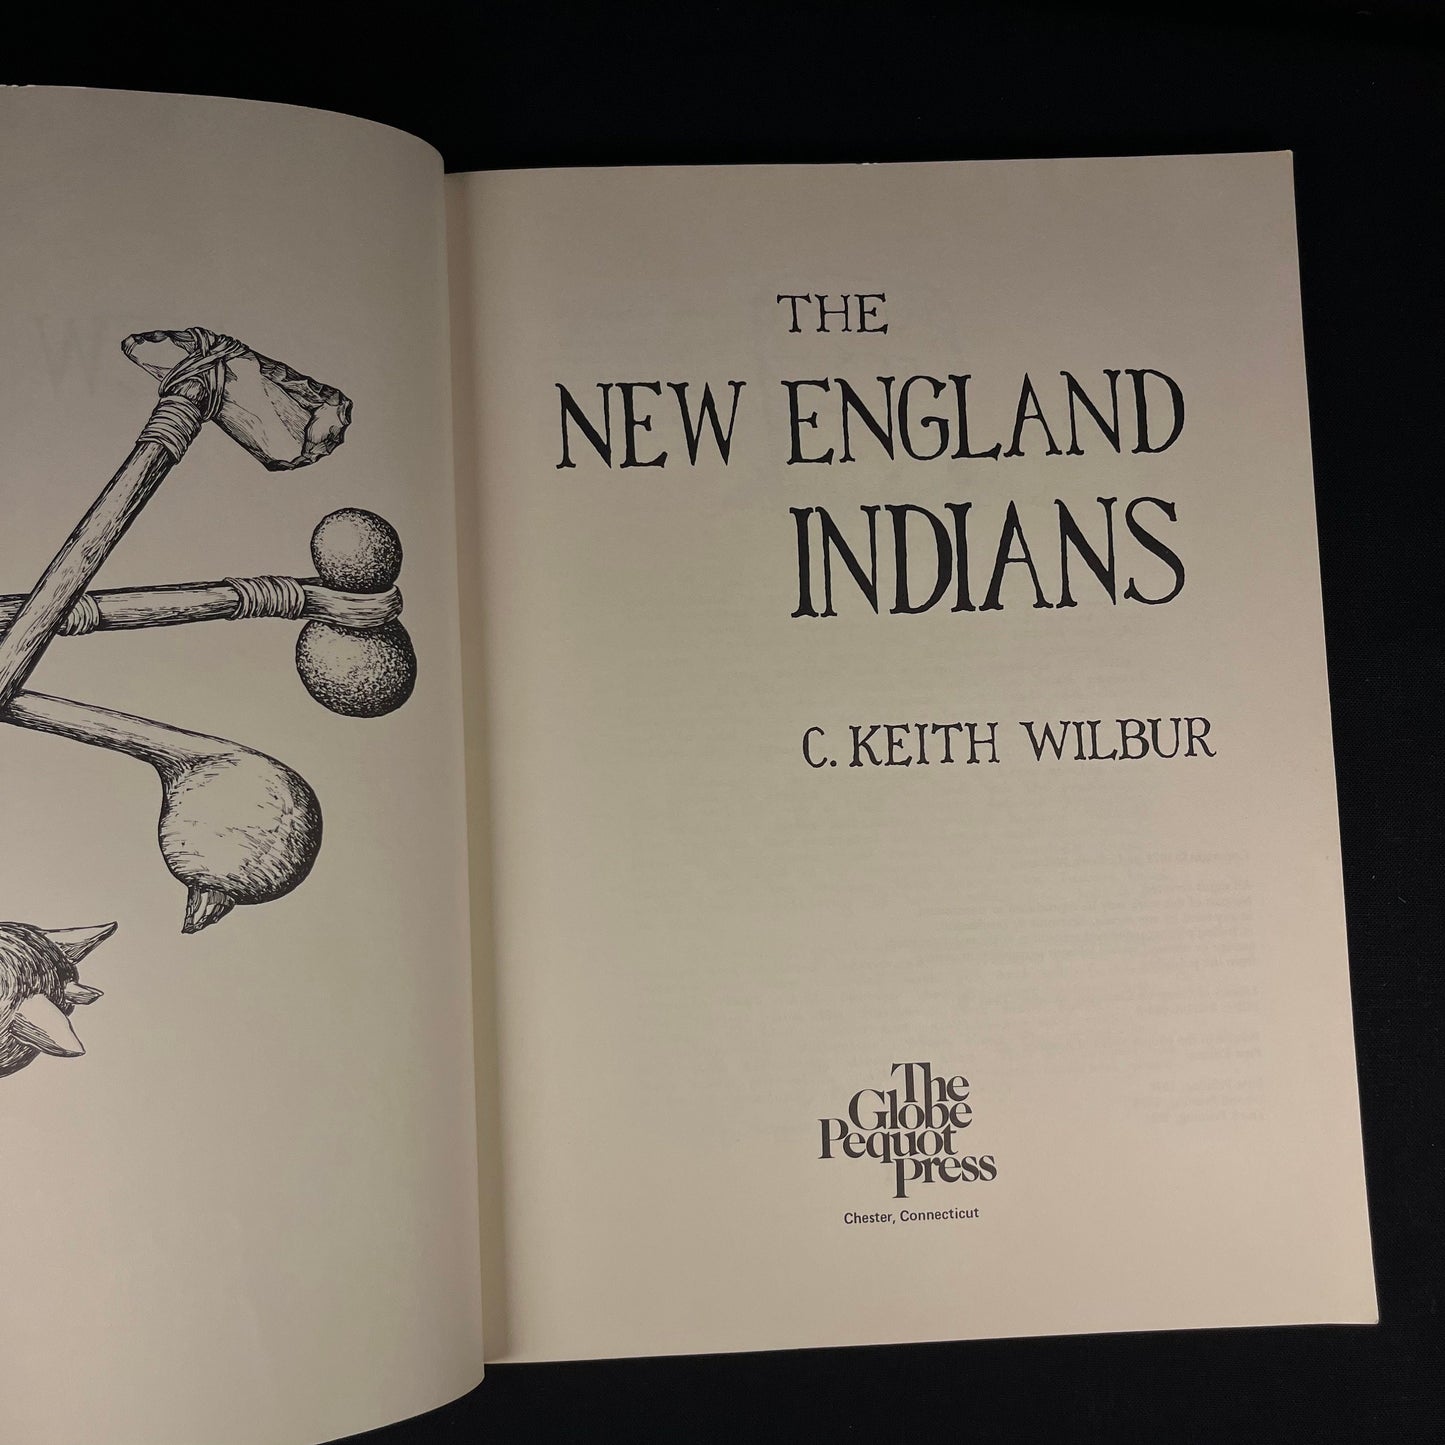 THE
NEW ENGLAND
INDIANS
C. KEITH WILBUR
The
Globe
Pequot
Press
Chester, Connecticut